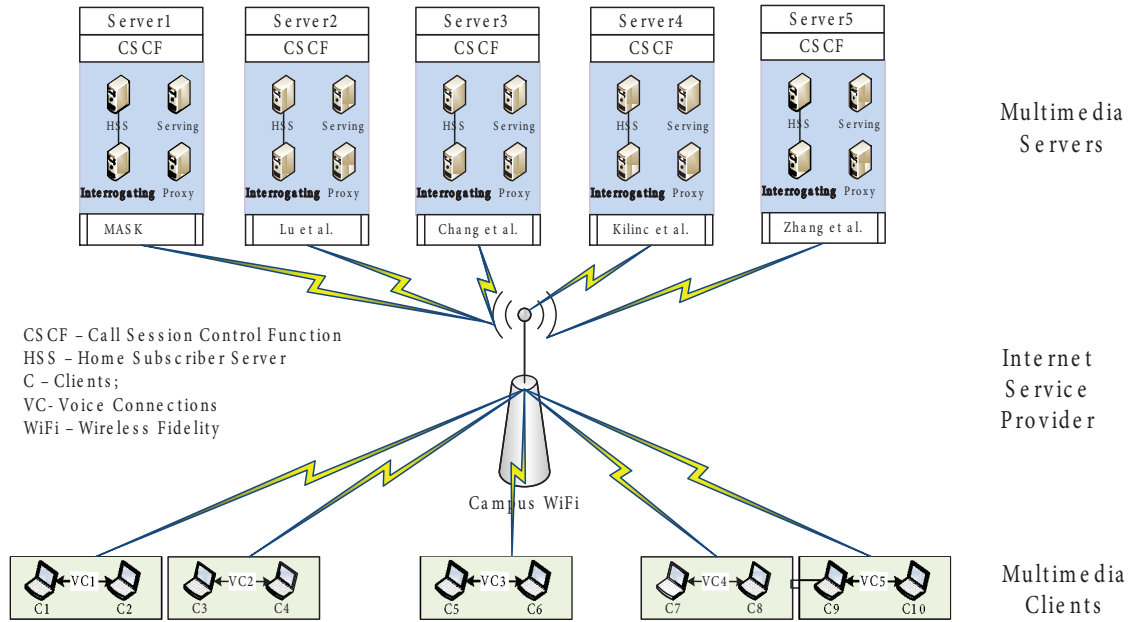 Server1 Server2 Server3 Server4 Server5
CSCF CSCF CSCF CSCF CSCF
HSS Serving HSS Serving HSS Serving HSS Serving HSS Serving
Interrogating Proxy Interrogating Proxy Interrogating Proxy Interrogating Proxy Interrogating Proxy
MASK Lu et al. Chang et al. Kilinc et al. Zhang et al.
Multimedia
Servers
CSCF – Call Session Control Function
HSS – Home Subscriber Server
C – Clients;
VC- Voice Connections
WiFi – Wireless Fidelity
Internet
Service
Provider
Campus WiFi
VC1 VC2 VC3 VC4 VC5
C1 C2 C3 C4 C5 C6 C7 C8 C9 C10
Multimedia
Clients